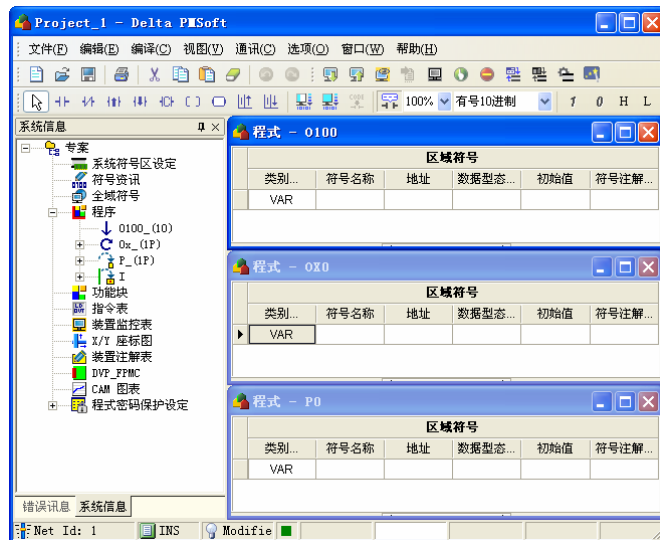 Project_1 - Delta PMSoft
文件(F) 编辑(E) 编译(C) 视图(V) 通讯(C) 选项(O) 窗口(W) 帮助(H)
100% 有号10进制 1 0 H L
系统信息
专案
系统符号区设定
符号资讯
全域符号
程序
O100_(10)
Ox_(1P)
P_(1P)
I
功能块
指令表
装置监控表
X/Y 座标图
装置注解表
DVP_FPMC
CAM 图表
程式密码保护设定
错误讯息 系统信息
程式 - O100
区域符号
类别... 符号名称 地址 数据型态... 初始值 符号注解...
VAR
程式 - OX0
区域符号
类别... 符号名称 地址 数据型态... 初始值 符号注解...
VAR
程式 - P0
区域符号
类别... 符号名称 地址 数据型态... 初始值 符号注解...
VAR
Net Id: 1 INS Modifie